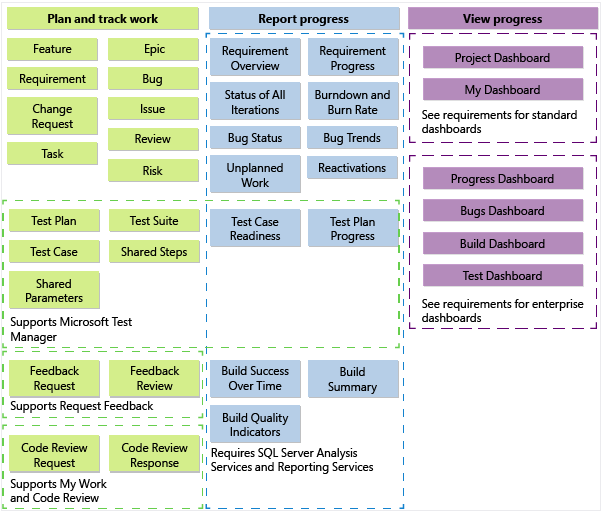 Plan and track work
Feature
Epic
Requirement
Bug
Change
Request
Issue
Review
Task
Risk
Test Plan
Test Suite
Test Case
Shared Steps
Shared
Parameters
Supports Microsoft Test
Manager
Feedback
Request
Feedback
Review
Supports Request Feedback
Code Review
Request
Code Review
Response
Supports My Work
and Code Review
Report progress
Requirement
Overview
Requirement
Progress
Status of All
Iterations
Burndown and
Burn Rate
Bug Status
Bug Trends
Unplanned
Work
Reactivations
Test Case
Readiness
Test Plan
Progress
Build Success
Over Time
Build
Summary
Build Quality
Indicators
Requires SQL Server Analysis
Services and Reporting Services
View progress
Project Dashboard
My Dashboard
See requirements for standard
dashboards
Progress Dashboard
Bugs Dashboard
Build Dashboard
Test Dashboard
See requirements for enterprise
dashboards